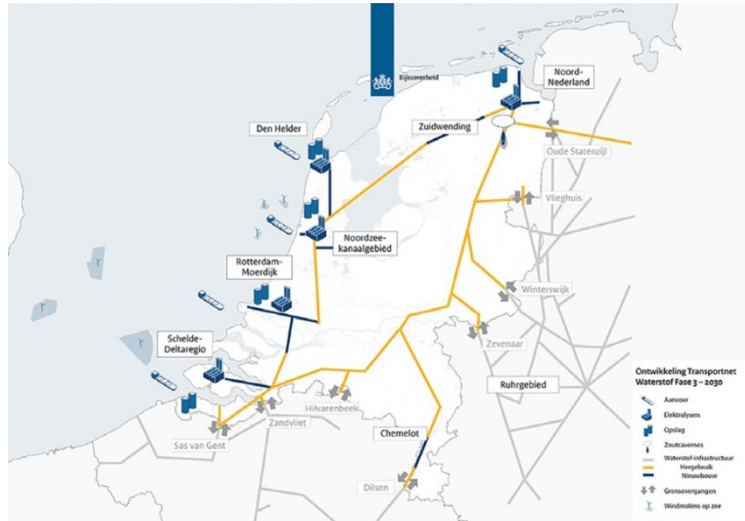 Rijksoverheid
Noord-
Nederland
Den Helder
Zuidwending
Oude Statenzijl
Vlieghuis
Noordzee-
kanaalgebied
Rotterdam-
Moerdijk
Winterswijk
Zevenaar
Schelde-
Deltaregio
Ruhrgebied
Hilvarenbeek
Zandvliet
Sas van Gent
Chemelot
Dilsen
Ontwikkeling Transportnet
Waterstof Fase 3 – 2030
Aanvoer
Elektrolysers
Opslag
Zoutcavernes
Waterstof-infrastructuur
Hergebruik
Nieuwbouw
Grensovergangen
Windmolens op zee